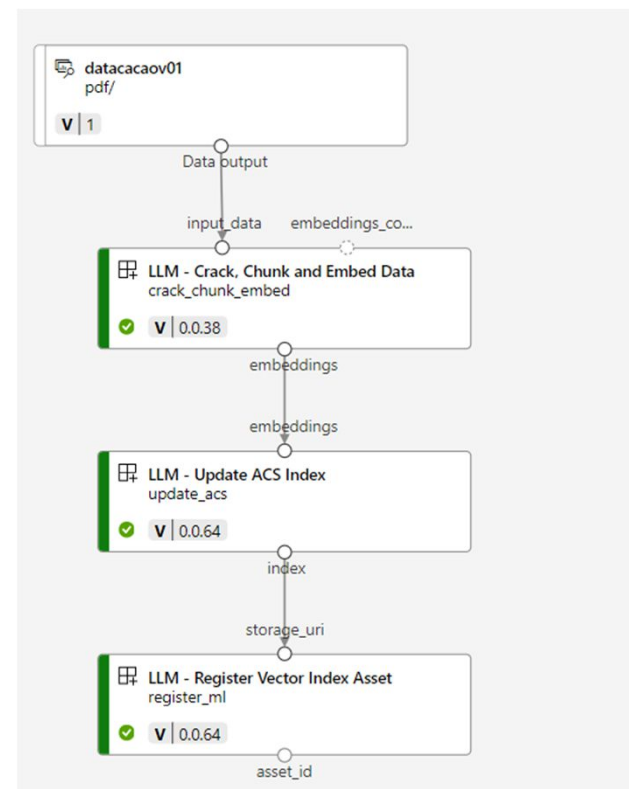 datacacaov01
pdf/
V 1
Data output
input_data embeddings_co...
LLM - Crack, Chunk and Embed Data
crack_chunk_embed
V 0.0.38
embeddings
embeddings
LLM - Update ACS Index
update_acs
V 0.0.64
index
storage_uri
LLM - Register Vector Index Asset
register_ml
V 0.0.64
asset_id